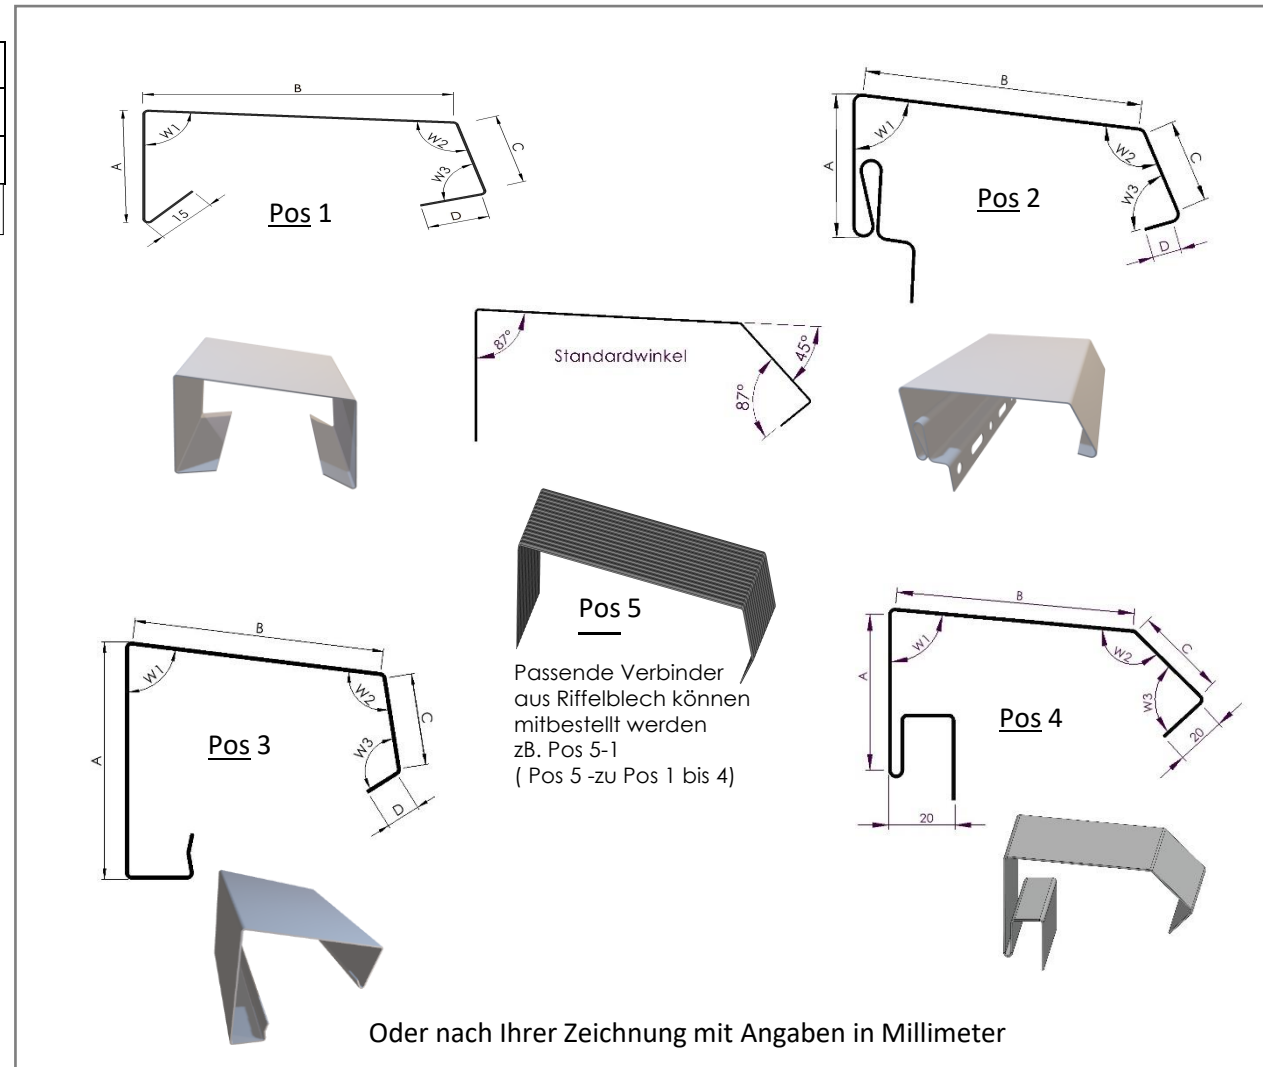 B
A
W1
W2
W3
C
D
15
Pos 1
B
A
W1
W2
W3
C
D
Pos 2
87°
Standardwinkel
45°
87°
Pos 5
Passende Verbinder
aus Riffelblech können
mitbestellt werden
zB. Pos 5-1
( Pos 5 -zu Pos 1 bis 4)
B
A
W1
W2
W3
C
D
Pos 3
B
A
W1
W2
W3
C
20
20
Pos 4
Oder nach Ihrer Zeichnung mit Angaben in Millimeter